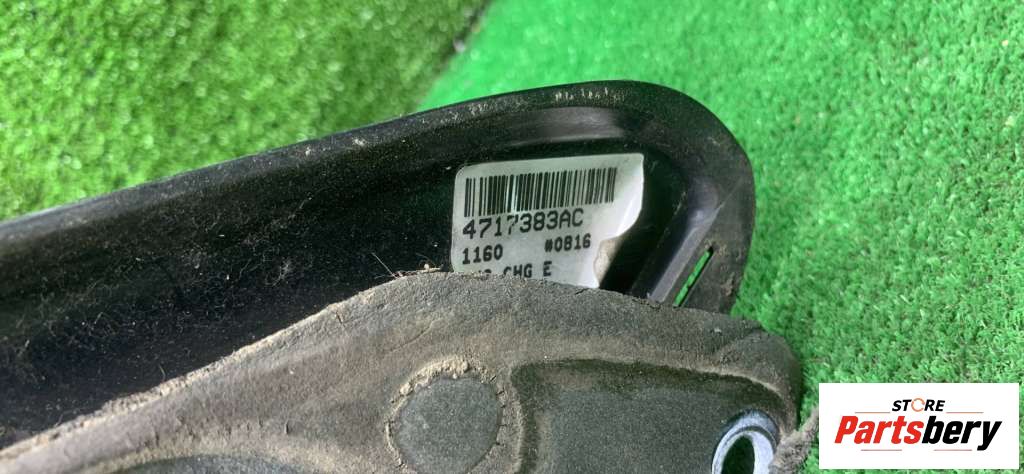 4717383AC
1160 #0816
CHG E
STORE
Partsbery